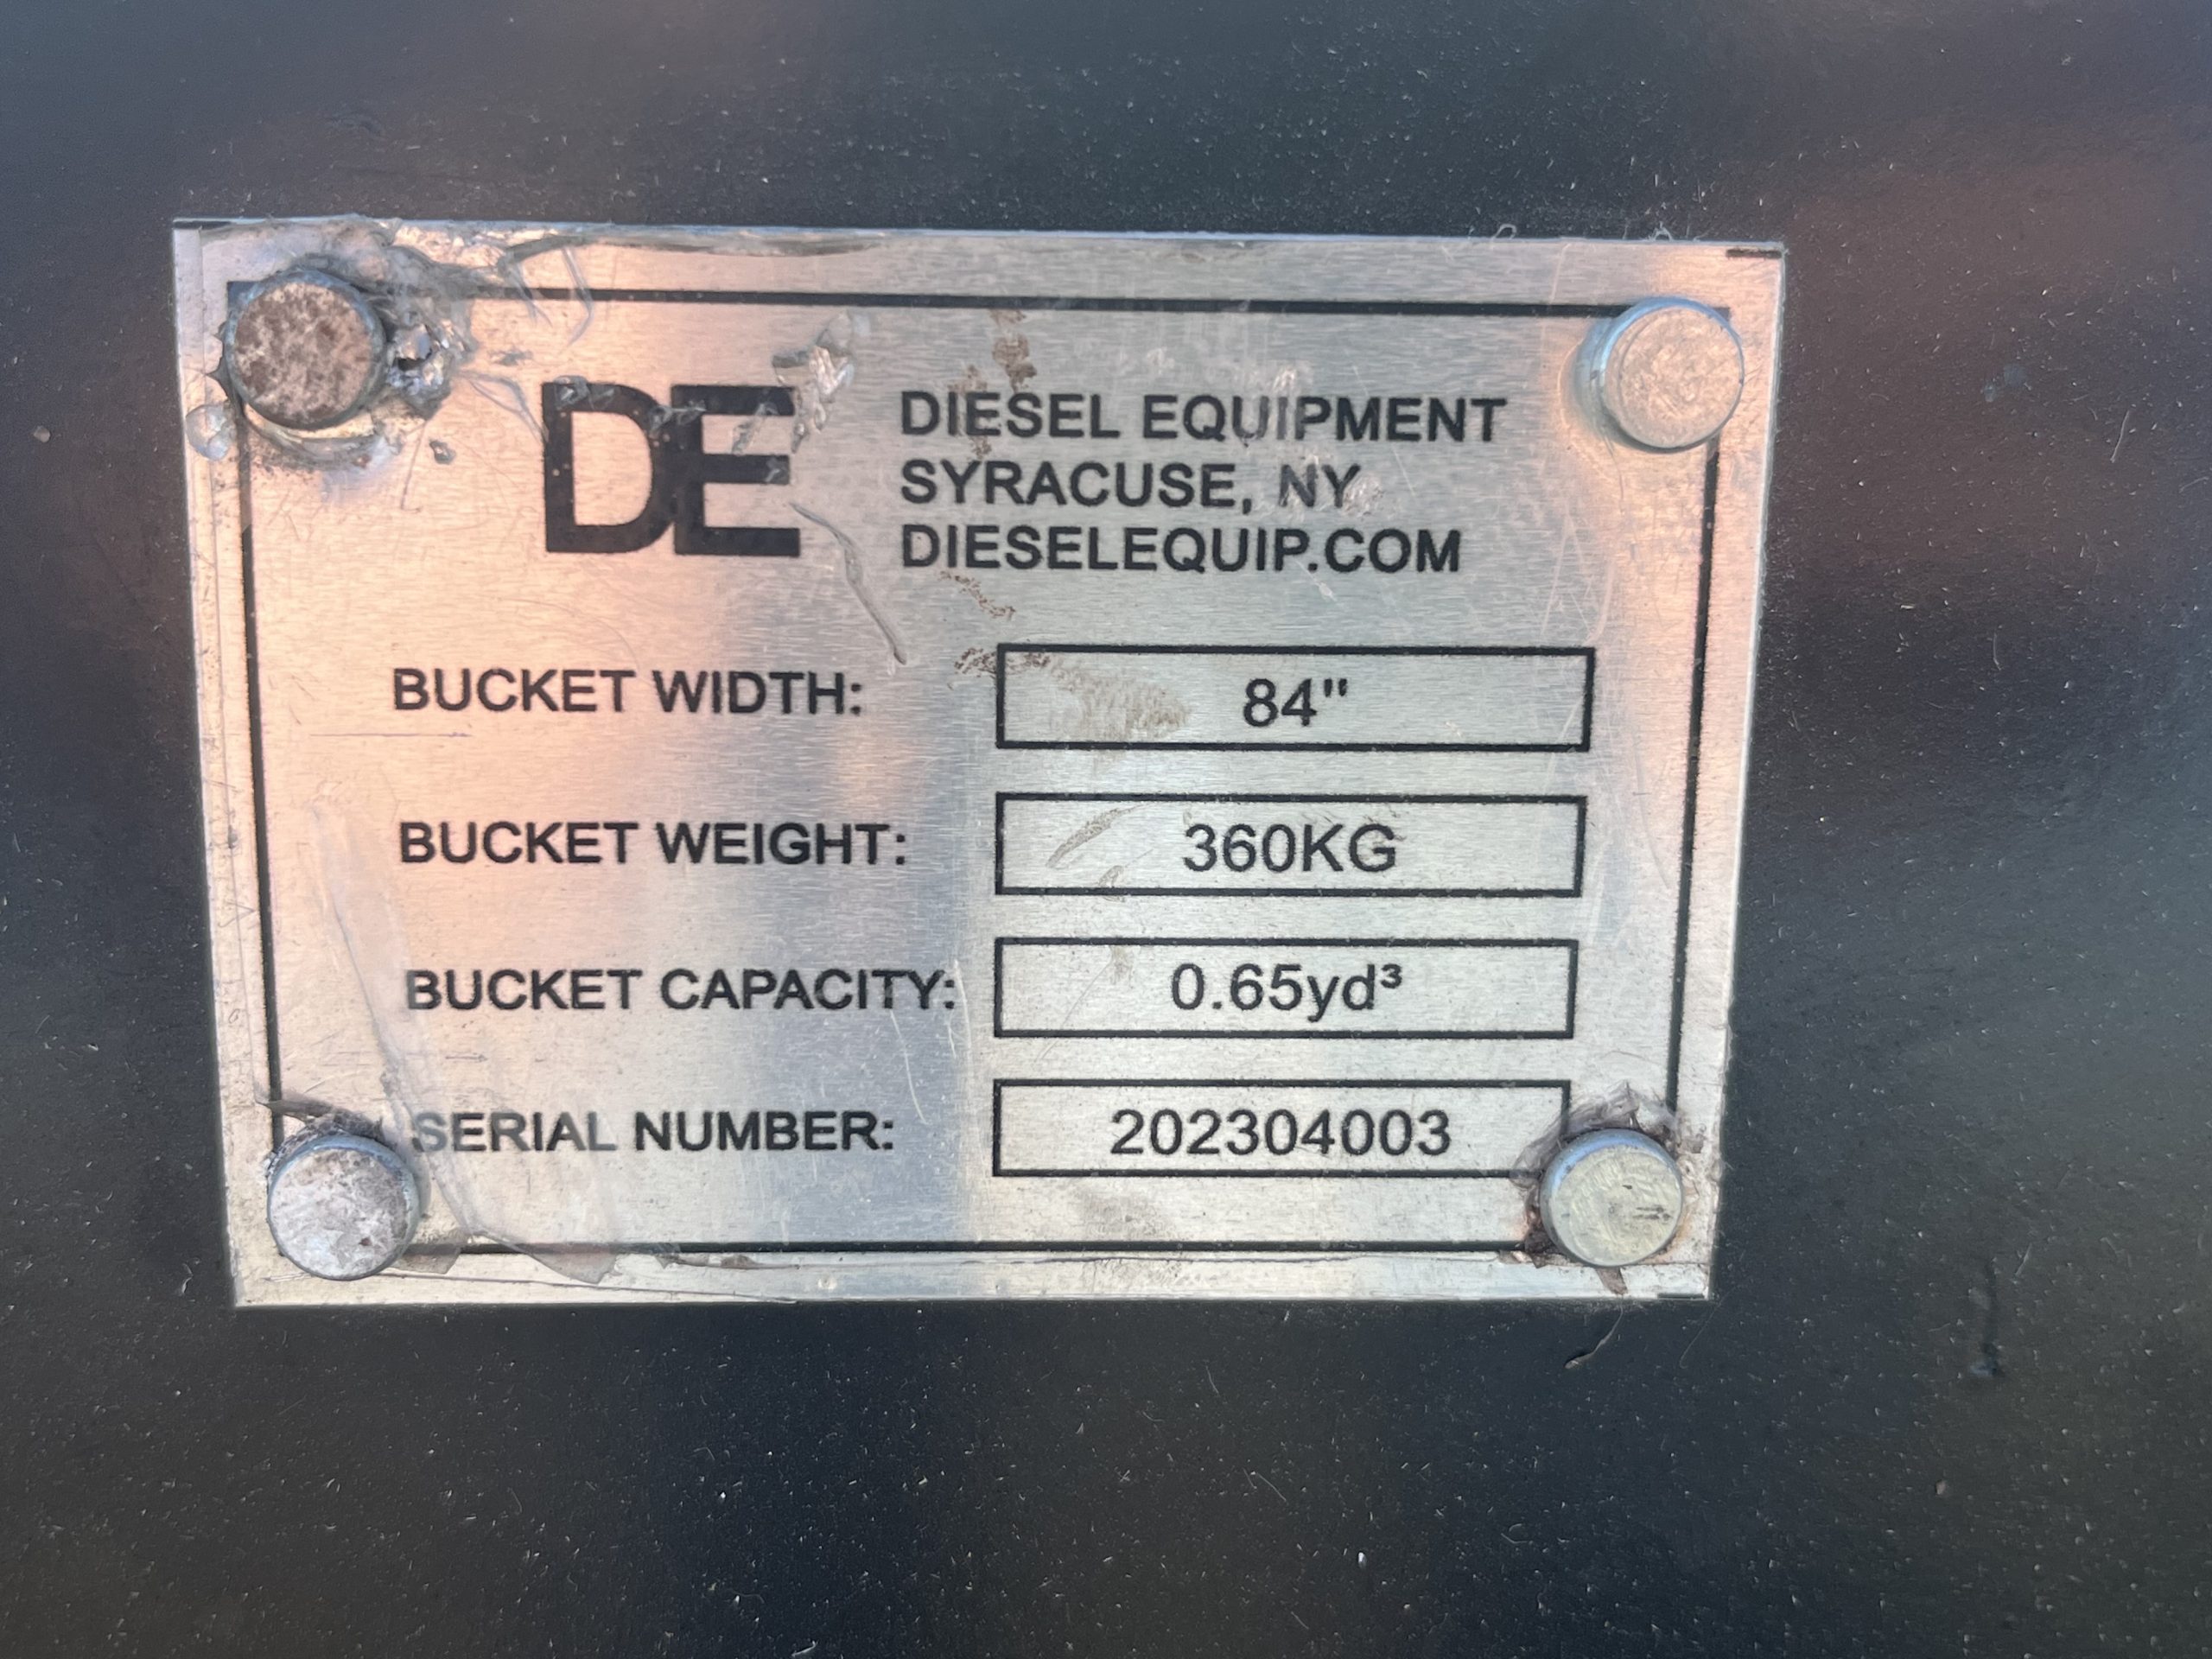 DE
DIESEL EQUIPMENT
SYRACUSE, NY
DIESELEQUIP.COM
BUCKET WIDTH: 84"
BUCKET WEIGHT: 360KG
BUCKET CAPACITY: 0.65yd³
SERIAL NUMBER: 202304003